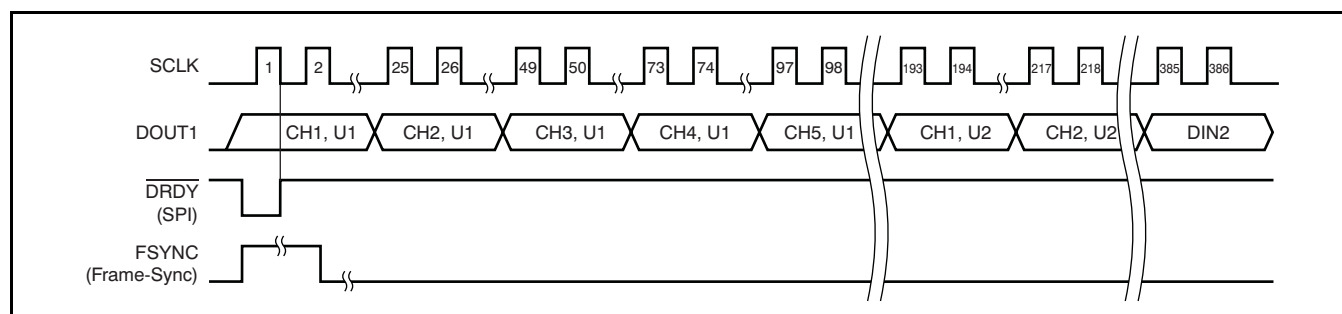 SCLK
1 2 25 26 49 50 73 74 97 98 193 194 217 218 385 386
DOUT1
CH1, U1 CH2, U1 CH3, U1 CH4, U1 CH5, U1 CH1, U2 CH2, U2 DIN2
DRDY
(SPI)
FSYNC
(Frame-Sync)